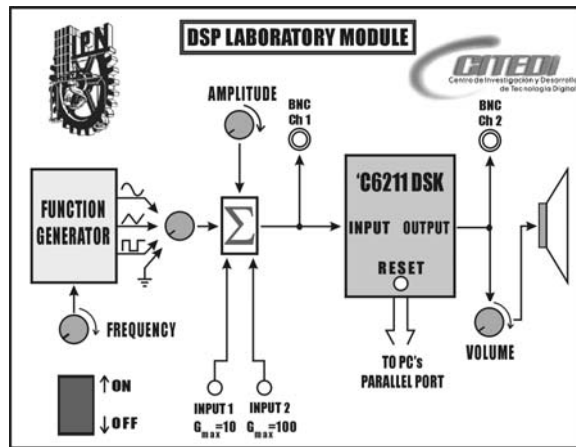 IPN
DSP LABORATORY MODULE
CITEDI
Centro de Investigación y Desarrollo
de Tecnología Digital
AMPLITUDE
BNC
Ch 1
BNC
Ch 2
FUNCTION
GENERATOR
Σ
'C6211 DSK
INPUT OUTPUT
RESET
FREQUENCY
VOLUME
TO PC's
PARALLEL PORT
ON
OFF
INPUT 1
Gmax=10
INPUT 2
Gmax=100